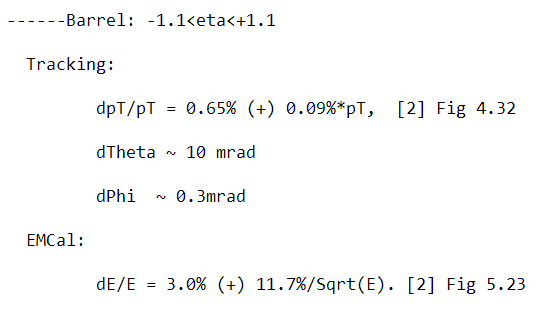 ------Barrel: -1.1<eta<+1.1
Tracking:
dpT/pT = 0.65% (+) 0.09%*pT,  [2] Fig 4.32
dTheta ~ 10 mrad
dPhi  ~ 0.3mrad
EMCal:
dE/E = 3.0% (+) 11.7%/Sqrt(E). [2] Fig 5.23